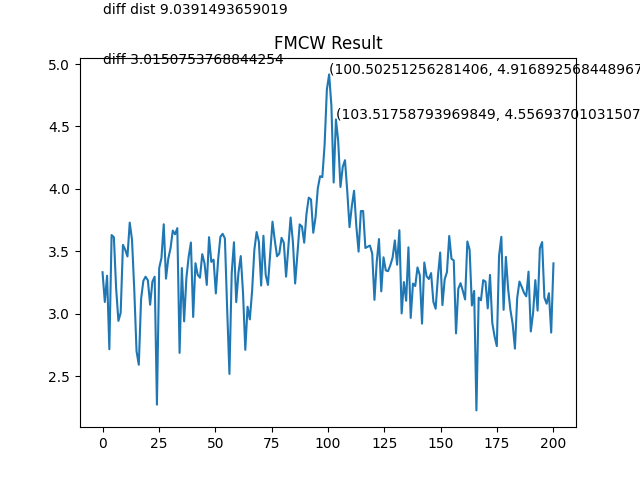 diff dist 9.0391493659019
FMCW Result
diff 3.0150753768844254
(100.50251256281406, 4.916892568448967
(103.51758793969849, 4.55693701031507
5.0
4.5
4.0
3.5
3.0
2.5
0 25 50 75 100 125 150 175 200